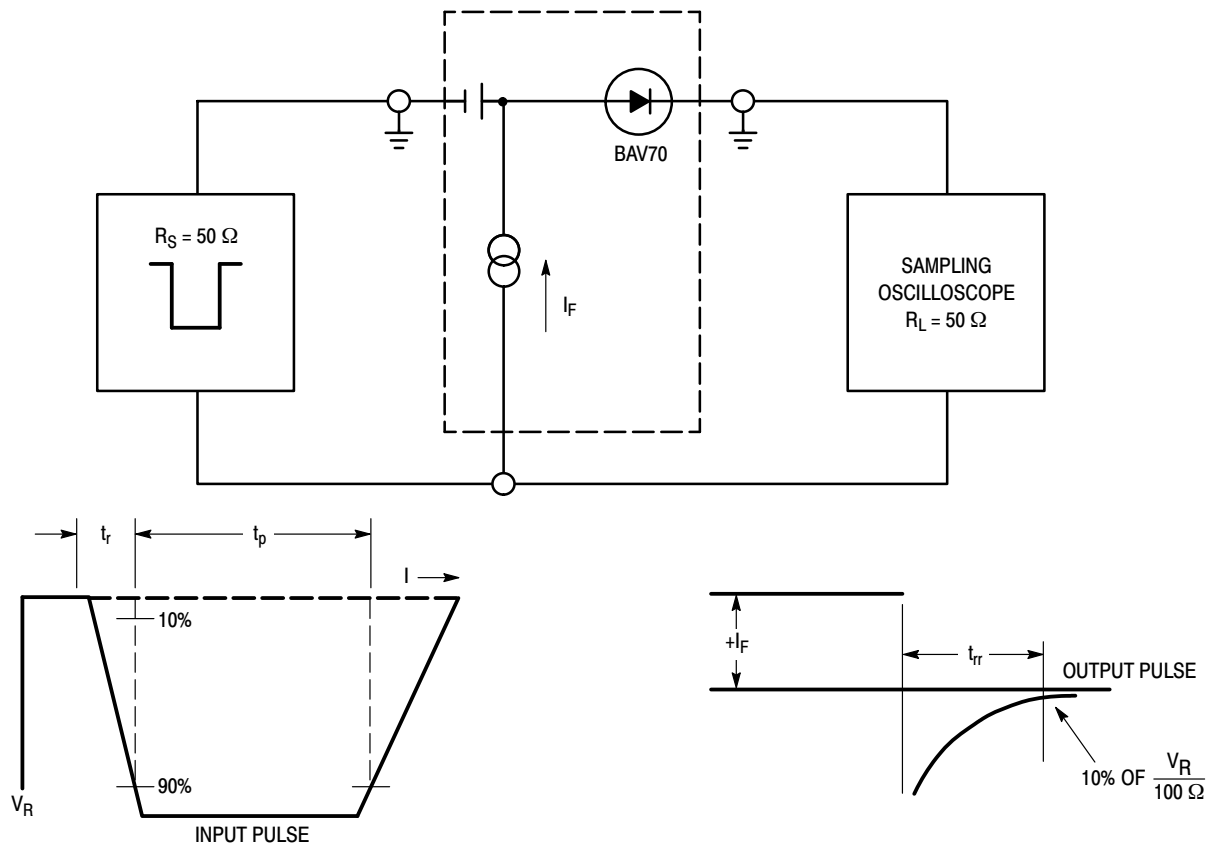 BAV70
R_S = 50 Ω
I_F
SAMPLING
OSCILLOSCOPE
R_L = 50 Ω
t_r
t_p
I
10%
90%
V_R
INPUT PULSE
+I_F
t_rr
OUTPUT PULSE
10% OF V_R / 100 Ω